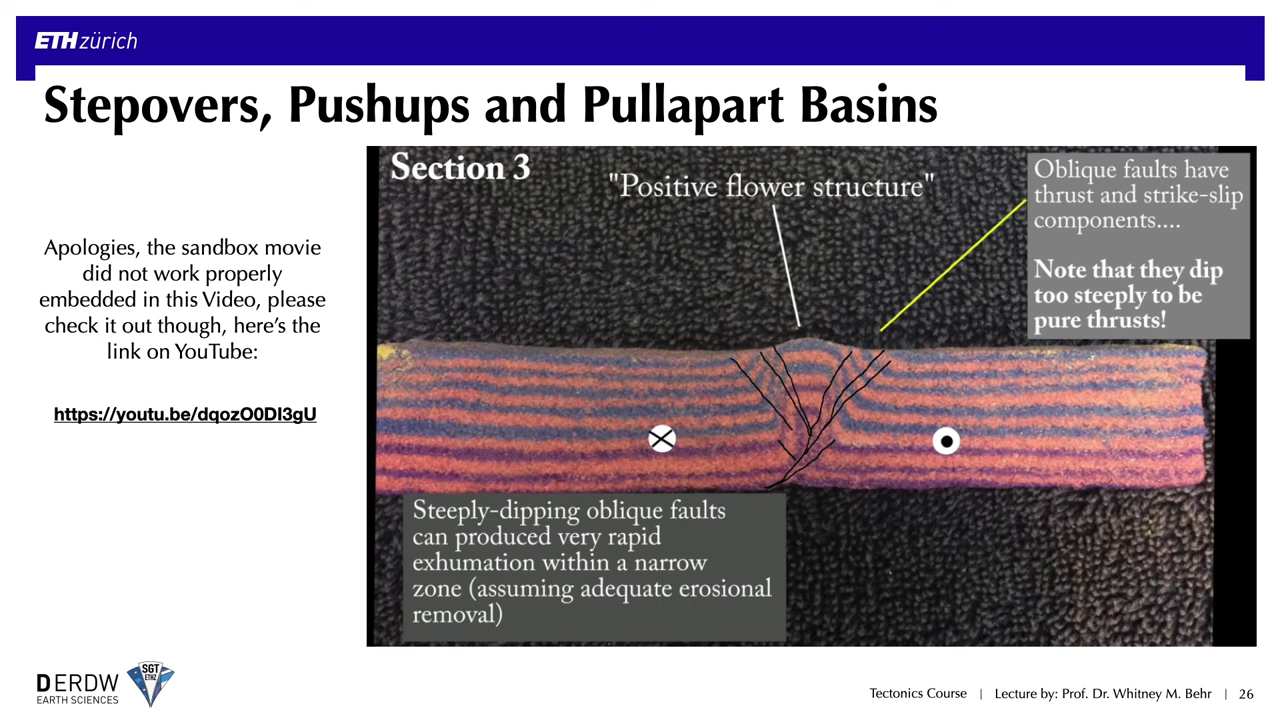 ETH zürich
Stepovers, Pushups and Pullapart Basins
Apologies, the sandbox movie
did not work properly
embedded in this Video, please
check it out though, here’s the
link on YouTube:
https://youtu.be/dqozO0DI3gU
Section 3
"Positive flower structure"
Oblique faults have
thrust and strike-slip
components....
Note that they dip
too steeply to be
pure thrusts!
Steeply-dipping oblique faults
can produced very rapid
exhumation within a narrow
zone (assuming adequate erosional
removal)
DERDW
EARTH SCIENCES
SGT
ETHZ
Tectonics Course | Lecture by: Prof. Dr. Whitney M. Behr | 26